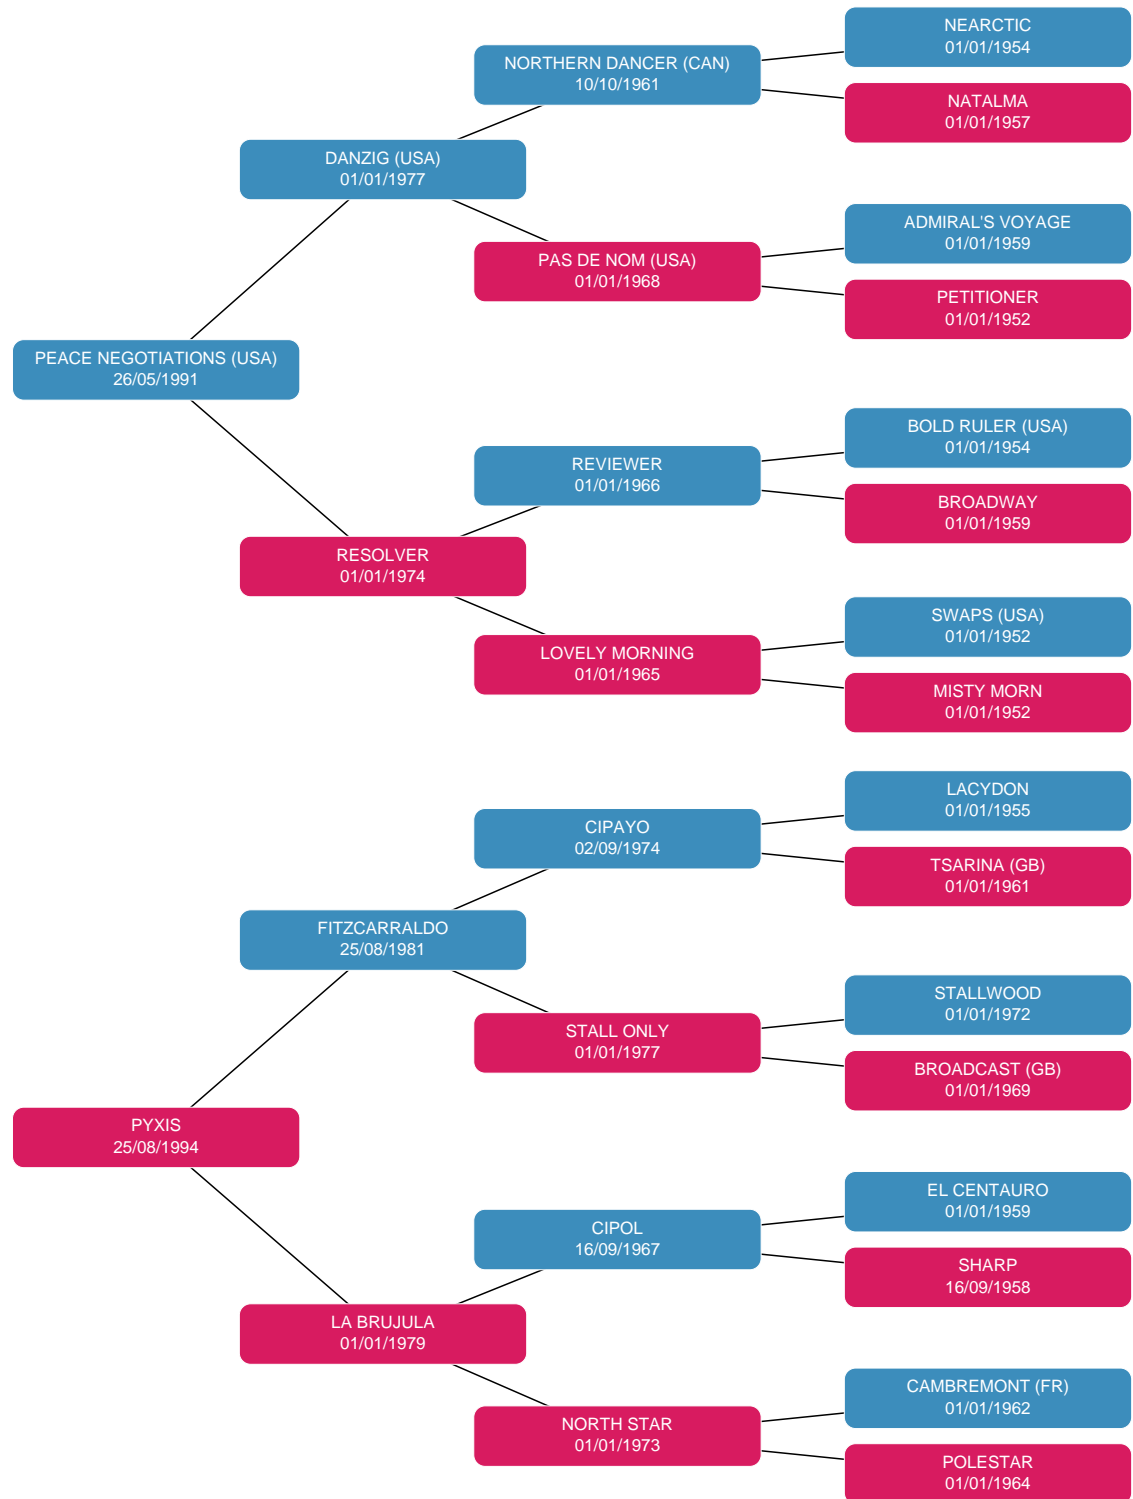 NEARCTIC
01/01/1954
NORTHERN DANCER (CAN)
10/10/1961
NATALMA
01/01/1957
DANZIG (USA)
01/01/1977
ADMIRAL'S VOYAGE
01/01/1959
PAS DE NOM (USA)
01/01/1968
PETITIONER
01/01/1952
PEACE NEGOTIATIONS (USA)
26/05/1991
BOLD RULER (USA)
01/01/1954
REVIEWER
01/01/1966
BROADWAY
01/01/1959
RESOLVER
01/01/1974
SWAPS (USA)
01/01/1952
LOVELY MORNING
01/01/1965
MISTY MORN
01/01/1952
LACYDON
01/01/1955
CIPAYO
02/09/1974
TSARINA (GB)
01/01/1961
FITZCARRALDO
25/08/1981
STALLWOOD
01/01/1972
STALL ONLY
01/01/1977
BROADCAST (GB)
01/01/1969
PYXIS
25/08/1994
EL CENTAURO
01/01/1959
CIPOL
16/09/1967
SHARP
16/09/1958
LA BRUJULA
01/01/1979
CAMBREMONT (FR)
01/01/1962
NORTH STAR
01/01/1973
POLESTAR
01/01/1964